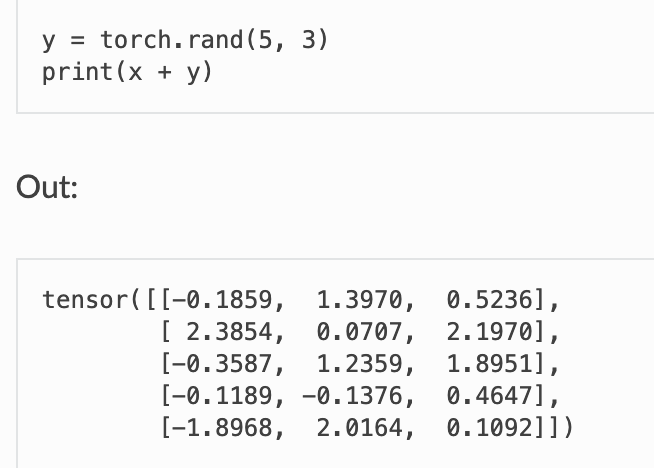 y = torch.rand(5, 3)
print(x + y)
Out:
tensor([[-0.1859,  1.3970,  0.5236],
        [ 2.3854,  0.0707,  2.1970],
        [-0.3587,  1.2359,  1.8951],
        [-0.1189, -0.1376,  0.4647],
        [-1.8968,  2.0164,  0.1092]])